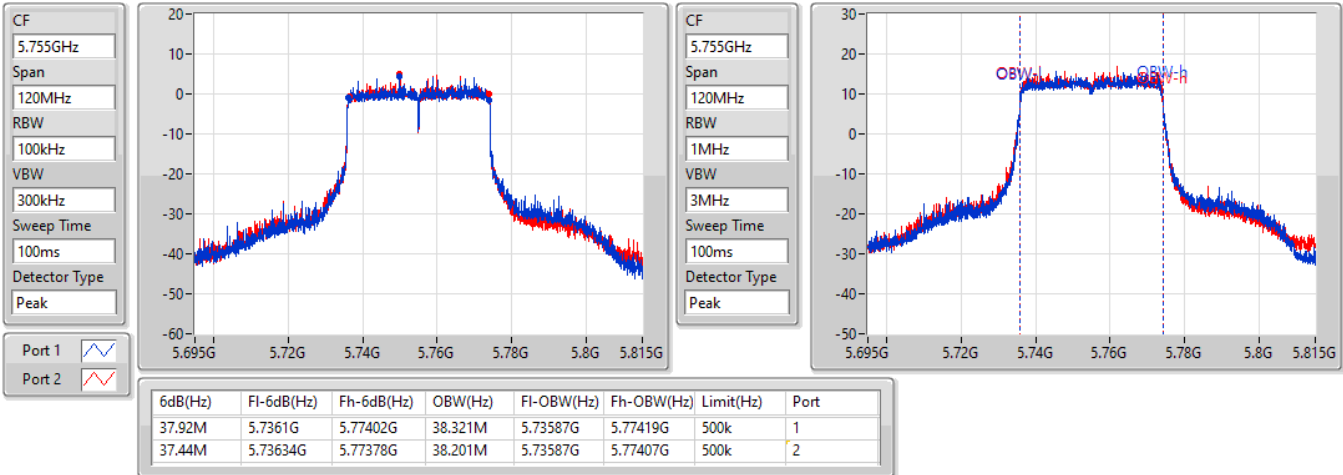 CF
5.755GHz
Span
120MHz
RBW
100kHz
VBW
300kHz
Sweep Time
100ms
Detector Type
Peak
Port 1
Port 2
20
10
0
-10
-20
-30
-40
-50
-60
5.695G 5.72G 5.74G 5.76G 5.78G 5.8G 5.815G
CF
5.755GHz
Span
120MHz
RBW
1MHz
VBW
3MHz
Sweep Time
100ms
Detector Type
Peak
30
20
10
0
-10
-20
-30
-40
-50
OBW-l OBW-h
OBW-h
5.695G 5.72G 5.74G 5.76G 5.78G 5.8G 5.815G
6dB(Hz) Fl-6dB(Hz) Fh-6dB(Hz) OBW(Hz) Fl-OBW(Hz) Fh-OBW(Hz) Limit(Hz) Port
37.92M 5.7361G 5.77402G 38.321M 5.73587G 5.77419G 500k 1
37.44M 5.73634G 5.77378G 38.201M 5.73587G 5.77407G 500k 2